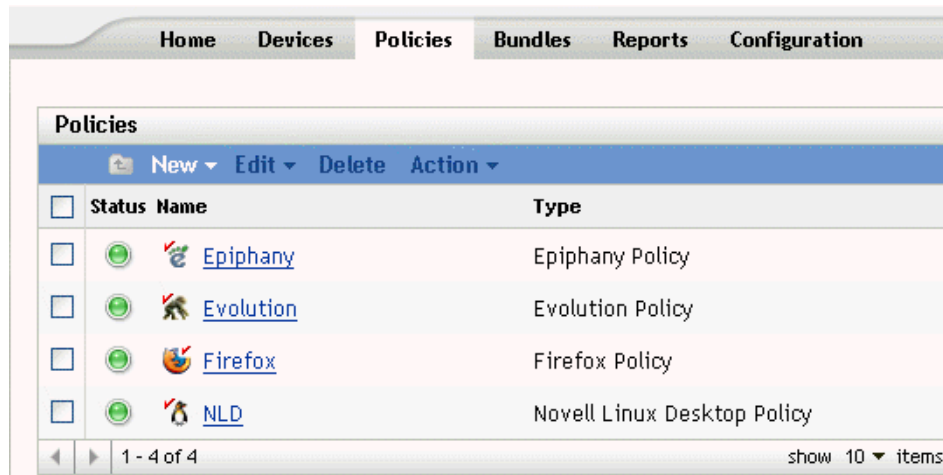 Home Devices Policies Bundles Reports Configuration
Policies
New Edit Delete Action
Status Name Type
Epiphany Epiphany Policy
Evolution Evolution Policy
Firefox Firefox Policy
NLD Novell Linux Desktop Policy
1 - 4 of 4 show 10 items